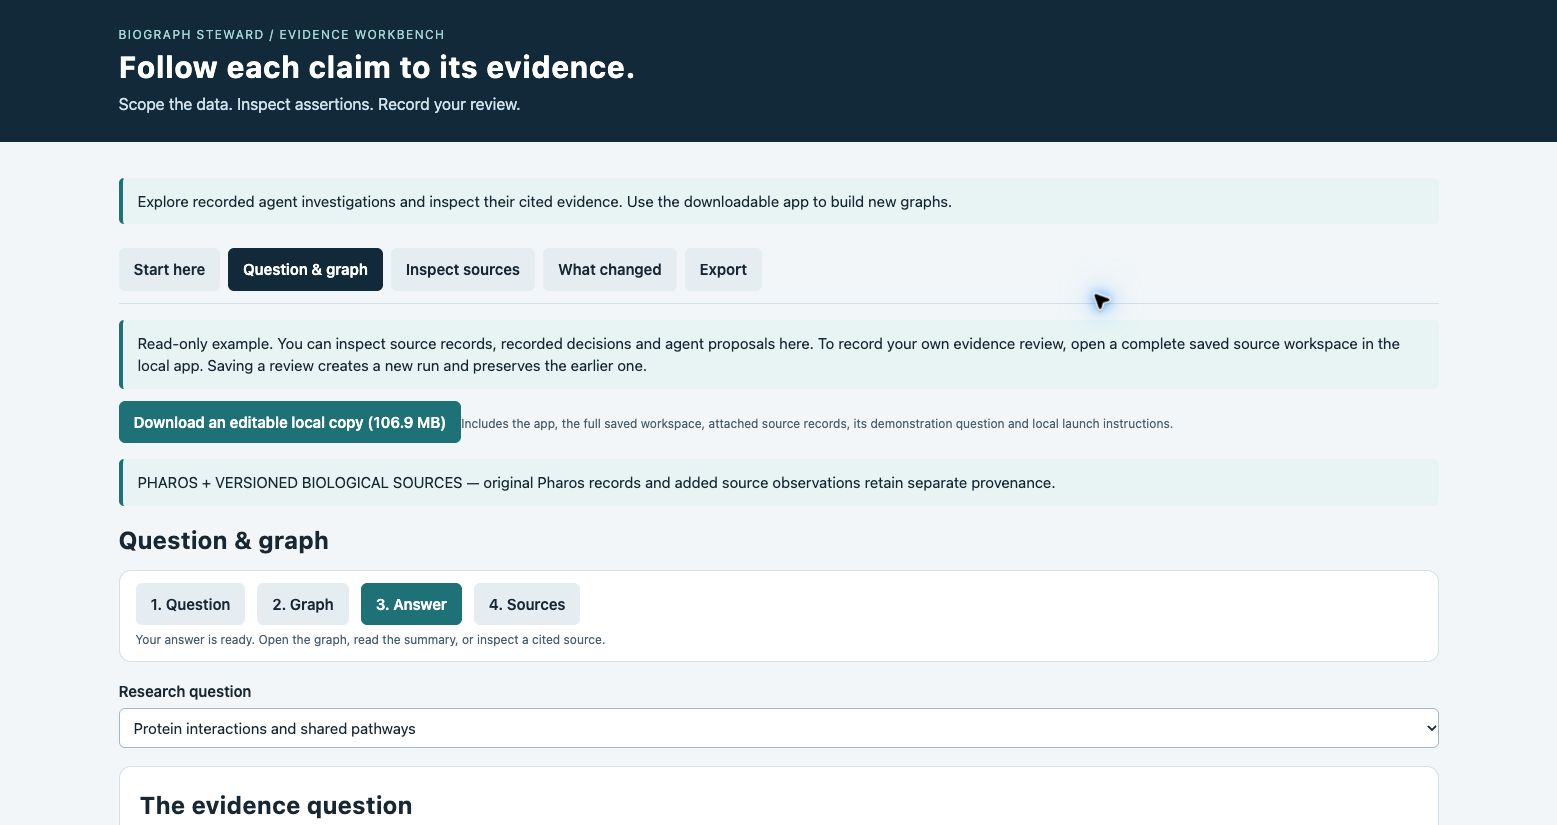 BIOGRAPH STEWARD / EVIDENCE WORKBENCH
Follow each claim to its evidence.
Scope the data. Inspect assertions. Record your review.
Explore recorded agent investigations and inspect their cited evidence. Use the downloadable app to build new graphs.
Start here
Question & graph
Inspect sources
What changed
Export
Read-only example. You can inspect source records, recorded decisions and agent proposals here. To record your own evidence review, open a complete saved source workspace in the
local app. Saving a review creates a new run and preserves the earlier one.
Download an editable local copy (106.9 MB)
Includes the app, the full saved workspace, attached source records, its demonstration question and local launch instructions.
PHAROS + VERSIONED BIOLOGICAL SOURCES — original Pharos records and added source observations retain separate provenance.
Question & graph
1. Question
2. Graph
3. Answer
4. Sources
Your answer is ready. Open the graph, read the summary, or inspect a cited source.
Research question
Protein interactions and shared pathways
The evidence question